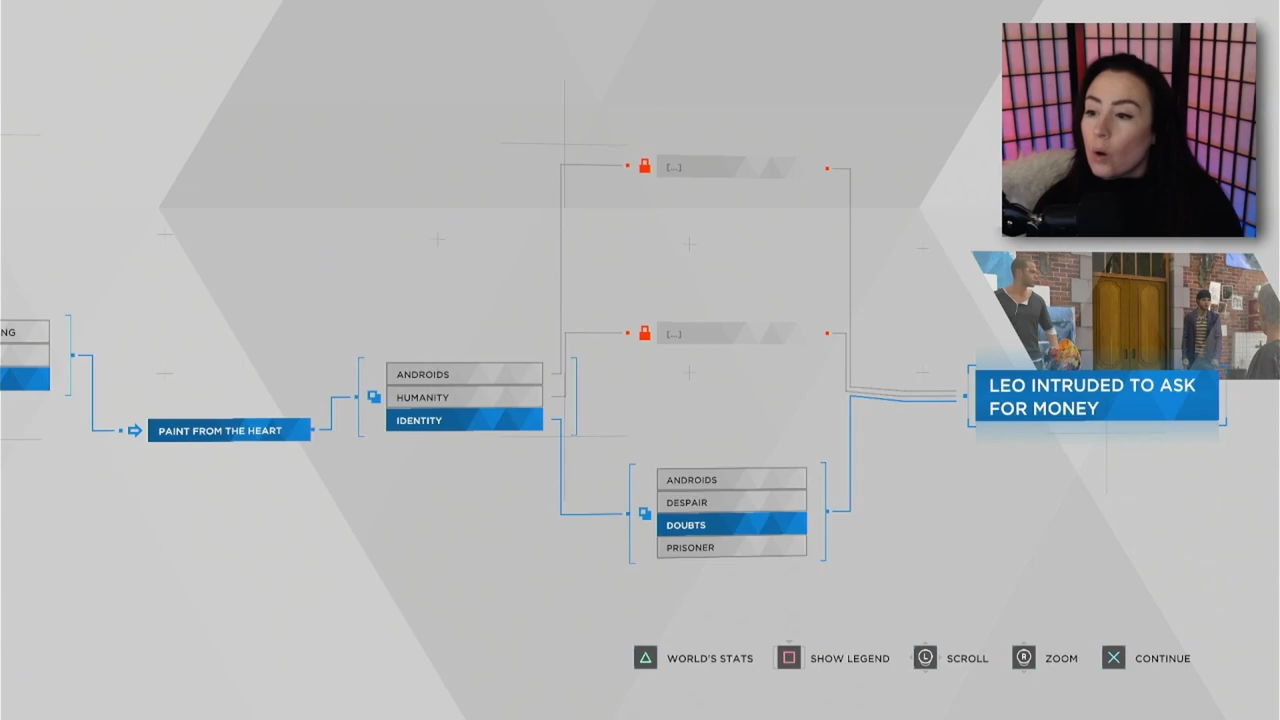 [...]
[...]
NG
PAINT FROM THE HEART
ANDROIDS
HUMANITY
IDENTITY
ANDROIDS
DESPAIR
DOUBTS
PRISONER
LEO INTRUDED TO ASK
FOR MONEY
WORLD'S STATS
SHOW LEGEND
L
SCROLL
R
ZOOM
CONTINUE